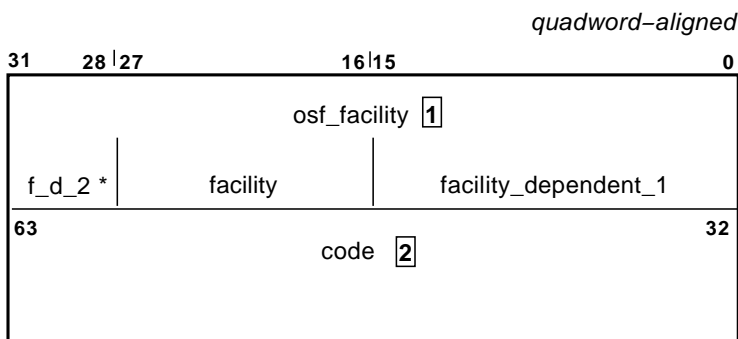 quadword–aligned
31 28 27 16 15 0
osf_facility 1
f_d_2 * facility facility_dependent_1
63 32
code 2